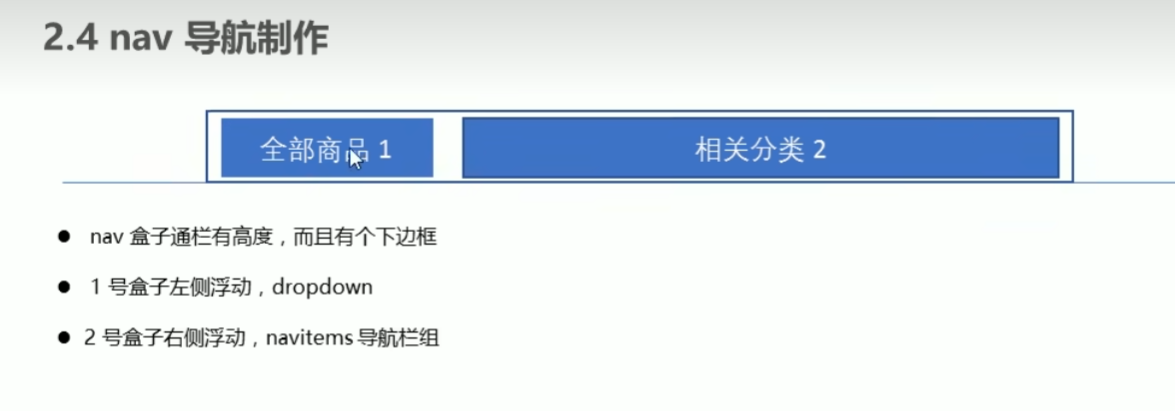 2.4 nav 导航制作
全部商品 1
相关分类 2
nav 盒子通栏有高度，而且有个下边框
1 号盒子左侧浮动，dropdown
2 号盒子右侧浮动，navitems 导航栏组